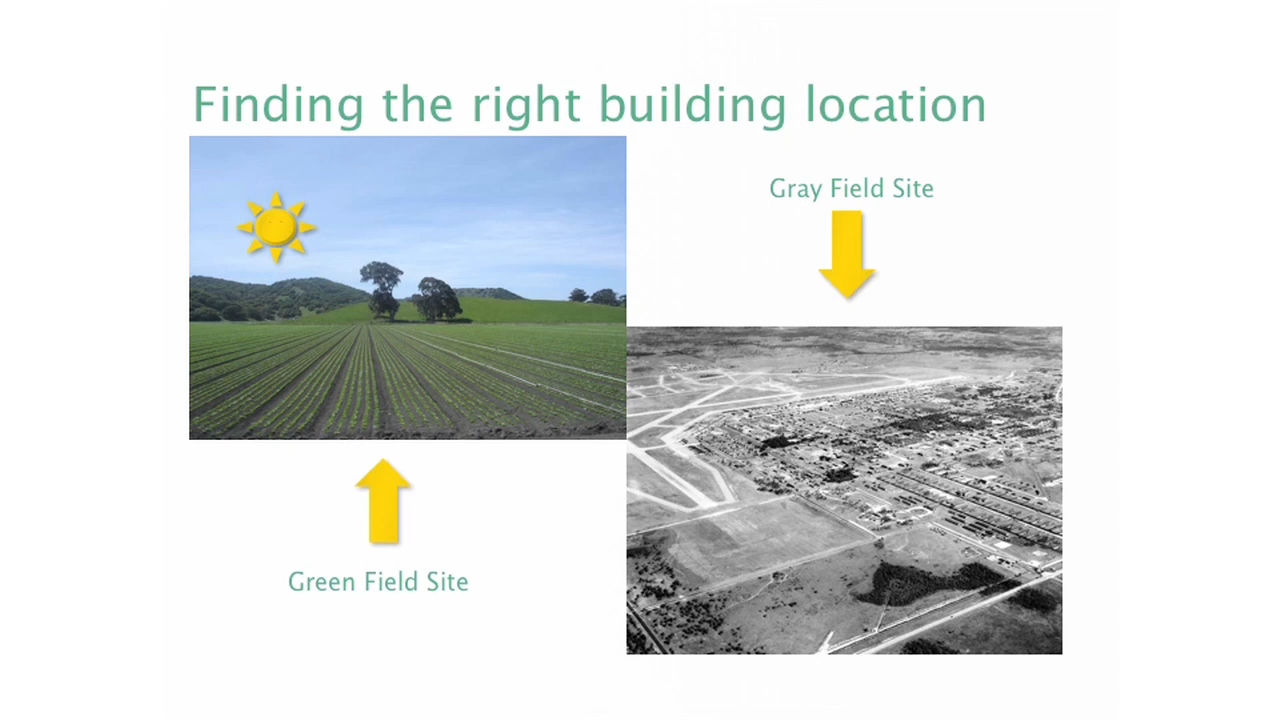 Finding the right building location
Gray Field Site
Green Field Site